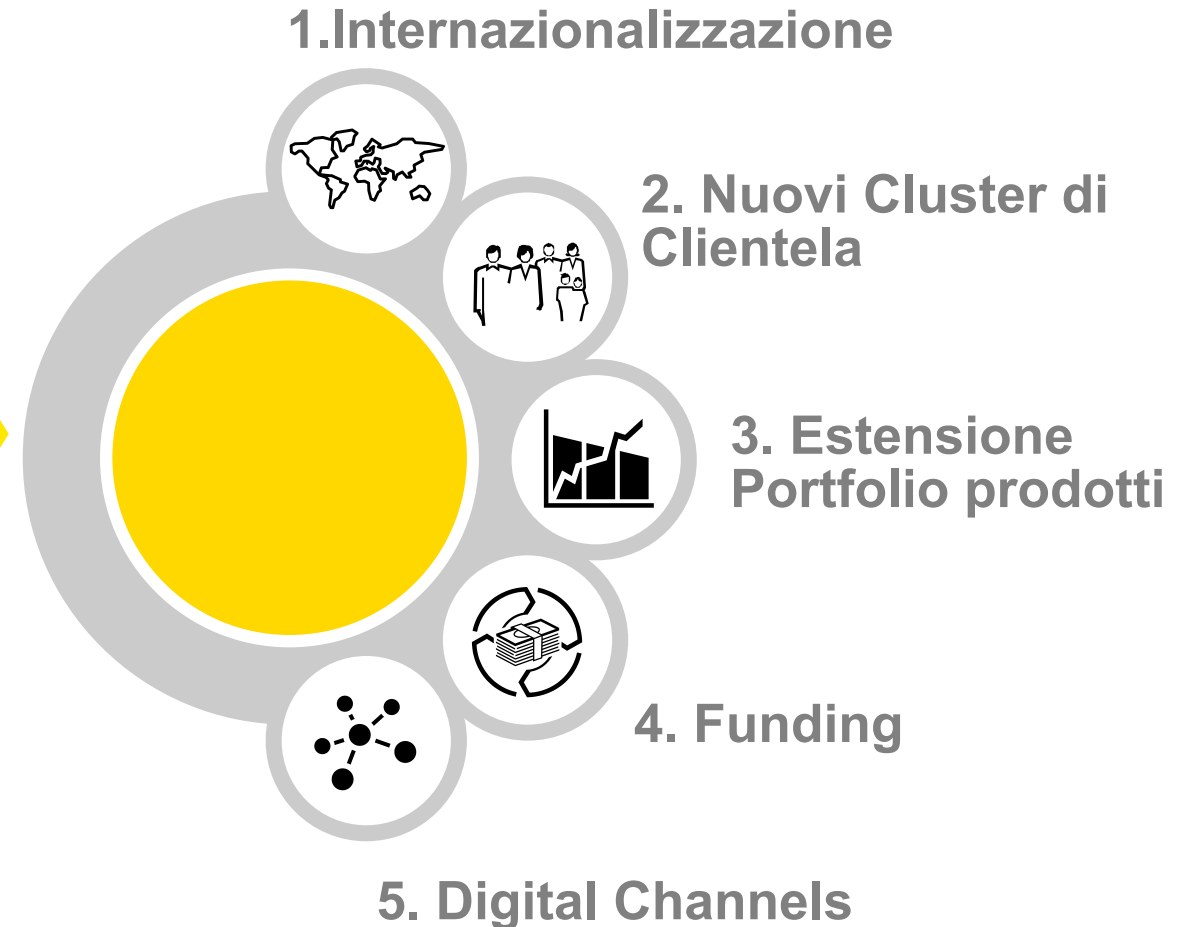 1.Internazionalizzazione
2. Nuovi Cluster di
Clientela
3. Estensione
Portfolio prodotti
4. Funding
5. Digital Channels